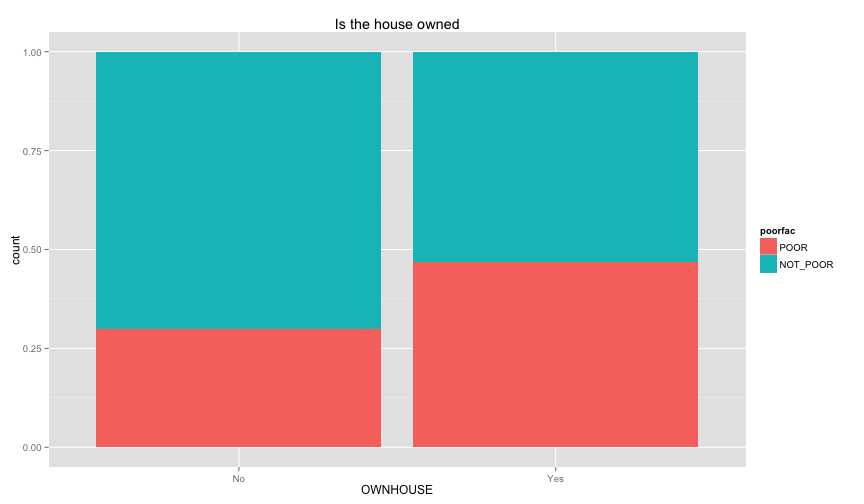 Is the house owned
1.00
0.75
0.50
0.25
0.00
count
No
Yes
OWNHOUSE
poorfac
POOR
NOT_POOR